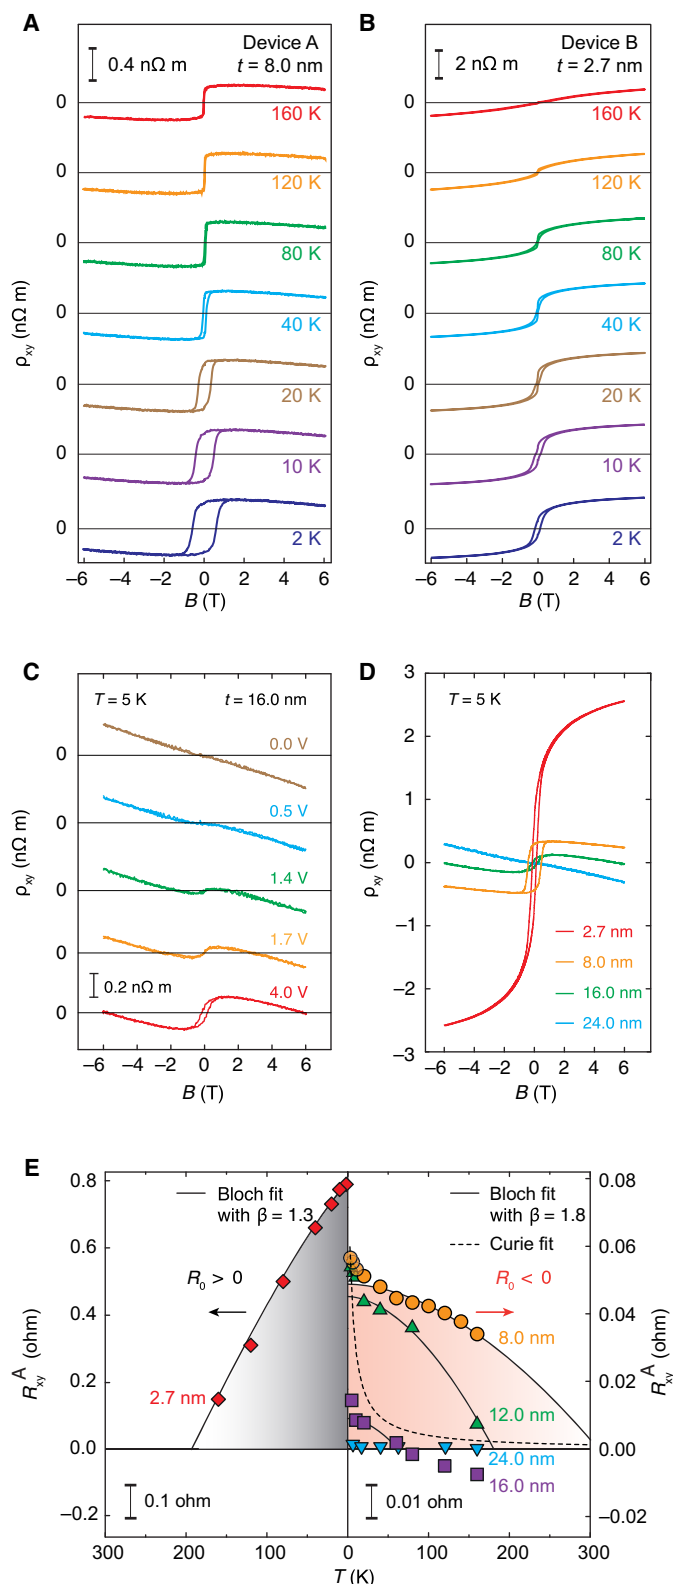 A
0.4 nΩ m
Device A
t = 8.0 nm
0
160 K
0
120 K
0
80 K
0
40 K
0
20 K
0
10 K
0
2 K
ρxy (nΩ m)
−6 −4 −2 0 2 4 6
B (T)
B
2 nΩ m
Device B
t = 2.7 nm
0
160 K
0
120 K
0
80 K
0
40 K
0
20 K
0
10 K
0
2 K
ρxy (nΩ m)
−6 −4 −2 0 2 4 6
B (T)
C
T = 5 K
t = 16.0 nm
0
0.0 V
0
0.5 V
0
1.4 V
0
1.7 V
0.2 nΩ m
0
4.0 V
ρxy (nΩ m)
−6 −4 −2 0 2 4 6
B (T)
D
T = 5 K
3
2
1
0
−1
−2
−3
ρxy (nΩ m)
2.7 nm
8.0 nm
16.0 nm
24.0 nm
−6 −4 −2 0 2 4 6
B (T)
E
0.8
0.6
0.4
0.2
0.0
−0.2
RxyA (ohm)
Bloch fit
with β = 1.3
R0 > 0
2.7 nm
0.1 ohm
Bloch fit
with β = 1.8
Curie fit
R0 < 0
8.0 nm
12.0 nm
24.0 nm
16.0 nm
0.01 ohm
0.08
0.06
0.04
0.02
0.00
−0.02
RxyA (ohm)
300 200 100 0 100 200 300
T (K)